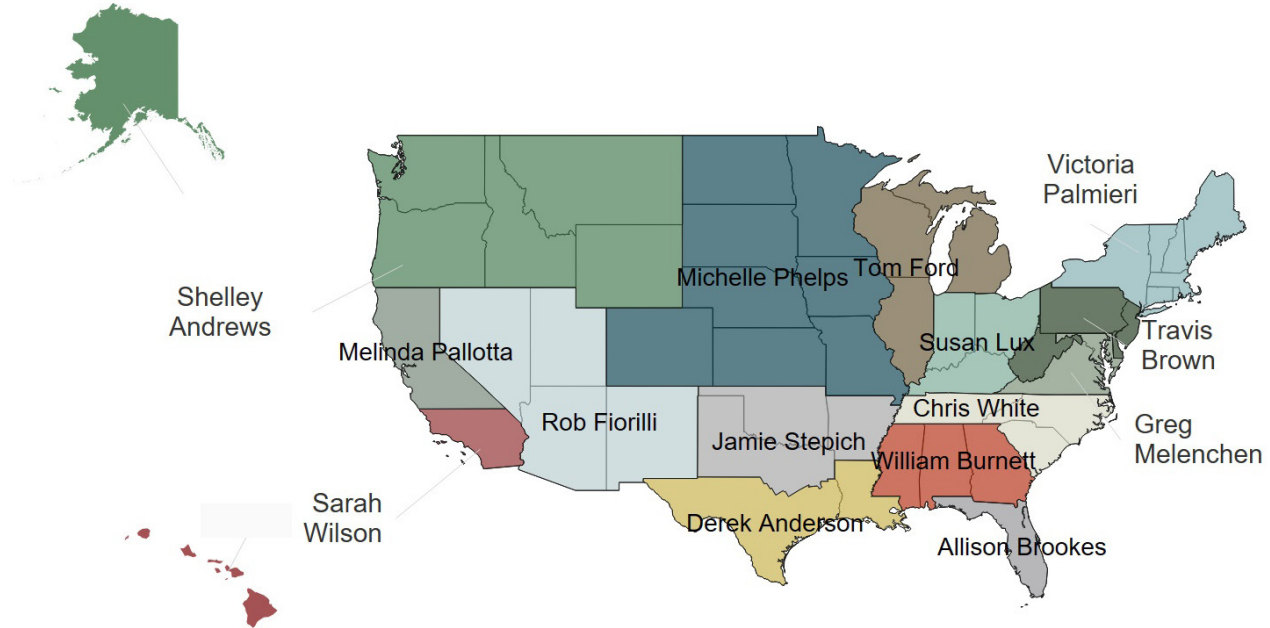 Victoria
Palmieri
Michelle Phelps
Tom Ford
Shelley
Andrews
Melinda Pallotta
Susan Lux
Travis
Brown
Rob Fiorilli
Chris White
Jamie Stepich
Greg
Melenchen
William Burnett
Sarah
Wilson
Derek Anderson
Allison Brookes